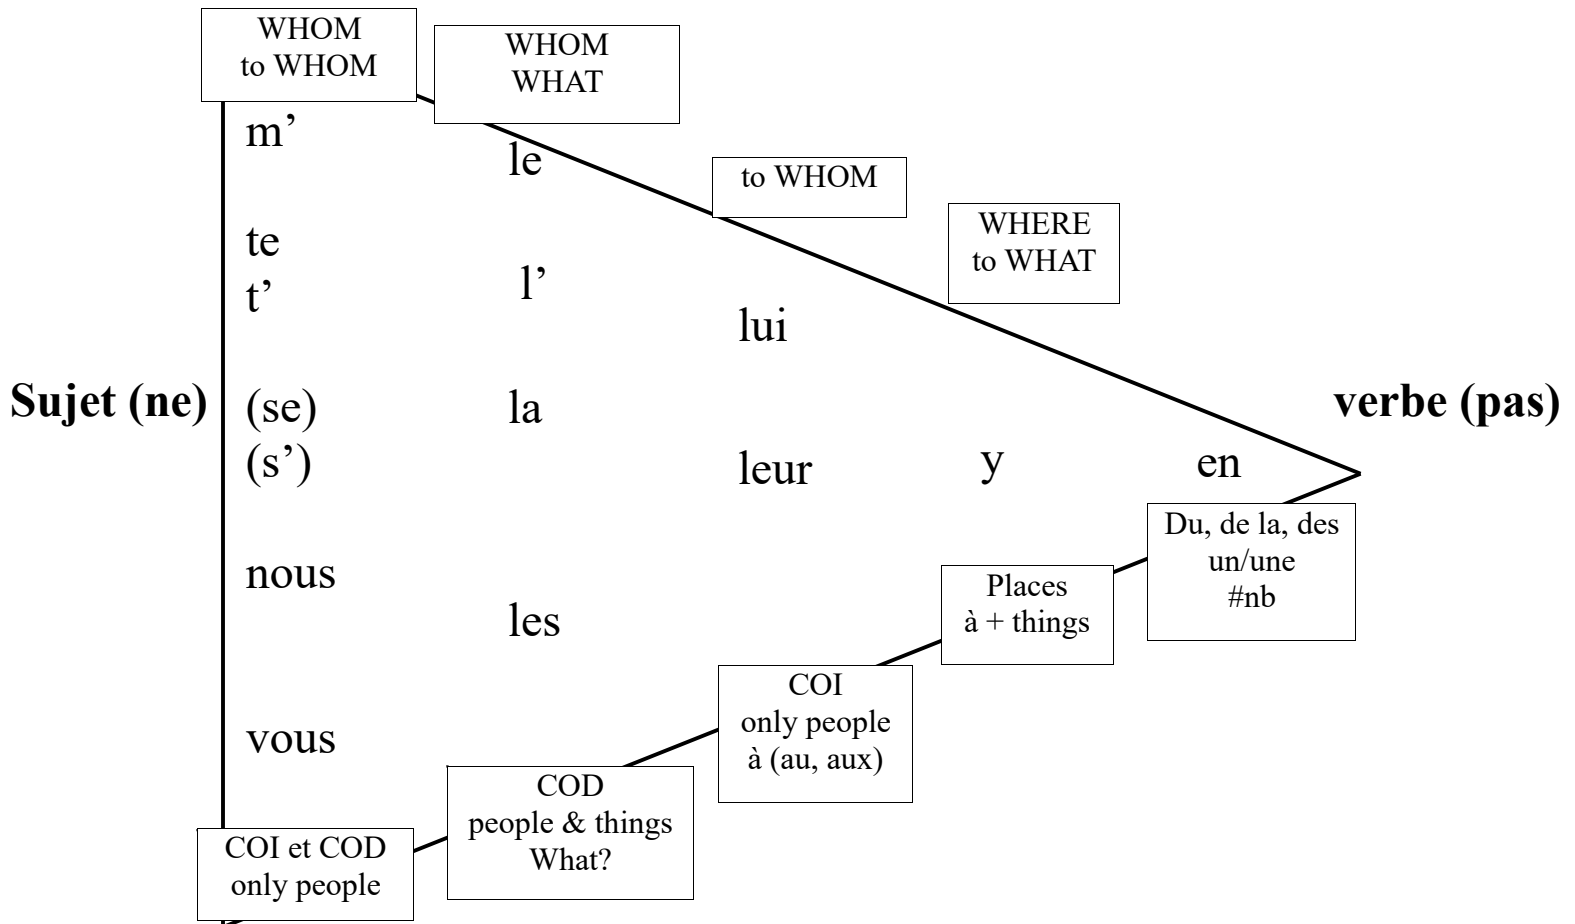 WHOM
to WHOM
WHOM
WHAT
to WHOM
WHERE
to WHAT
m’
te
t’
(se)
(s’)
nous
vous
le
l’
la
les
lui
leur
y
en
Sujet (ne)
verbe (pas)
COI et COD
only people
COD
people & things
What?
COI
only people
à (au, aux)
Places
à + things
Du, de la, des
un/une
#nb